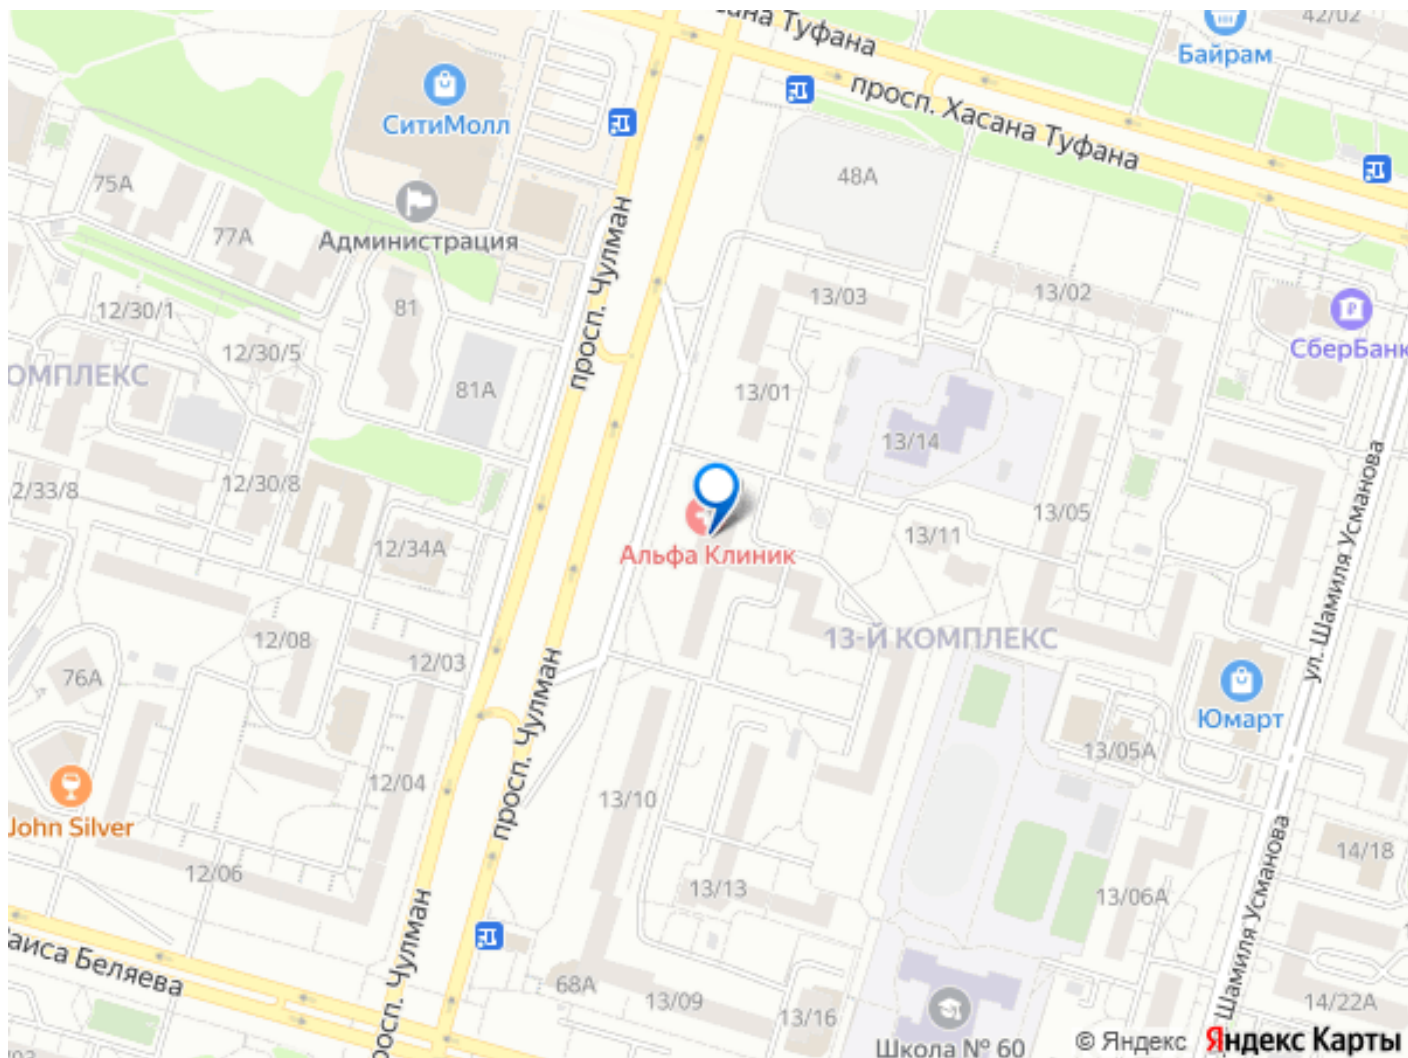 сана Туфана
42/02
Байрам
просп. Хасана Туфана
СитиМолл
48А
75А
77А
Администрация
просп. Чулман
13/03
13/02
12/30/1
81
12/30/5
СберБанк
ОМПЛЕКС
81А
13/01
13/14
2/33/8
12/30/8
13/05
13/11
12/34А
Альфа Клиник
ул. Шамиля Усманова
12/08
12/03
13-Й КОМПЛЕКС
76А
Юмарт
просп. Чулман
13/05А
12/04
13/10
John Silver
12/06
13/13
14/18
13/06А
Шамиля Усманова
аиса Беляева
просп. Чулман
68А
13/09
13/16
14/22А
Школа № 60
© Яндекс Яндекс Карты